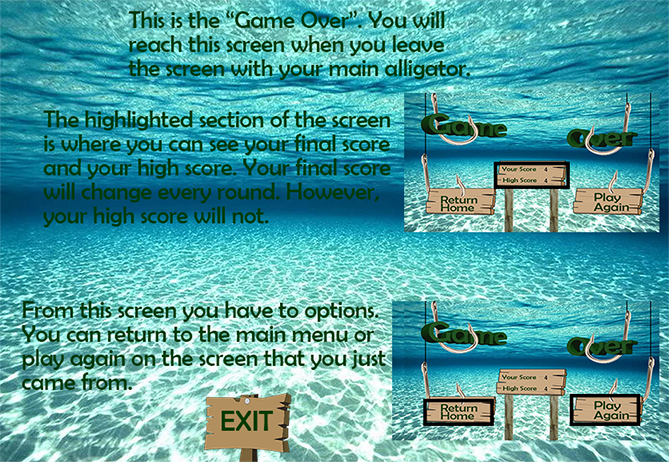 This is the “Game Over”. You will
reach this screen when you leave
the screen with your main alligator.
The highlighted section of the screen
is where you can see your final score
and your high score. Your final score
will change every round. However,
your high score will not.
Game Over
Your Score 4
High Score 4
Return
Home
Play
Again
From this screen you have to options.
You can return to the main menu or
play again on the screen that you just
came from.
Game Over
Your Score 4
High Score 4
Return
Home
Play
Again
EXIT